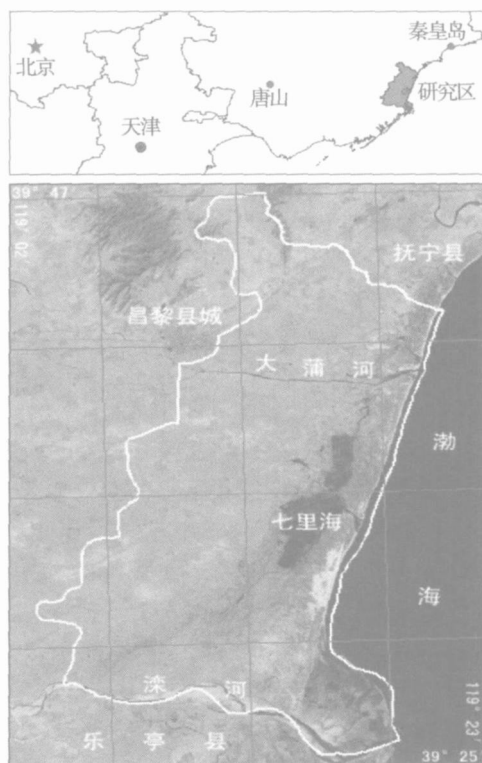 秦皇岛
北京
唐山
研究区
天津
39° 47
119° 02
抚宁县
昌黎县城
大蒲河
渤
七里海
海
滦河
乐亭县
119° 23
39° 25